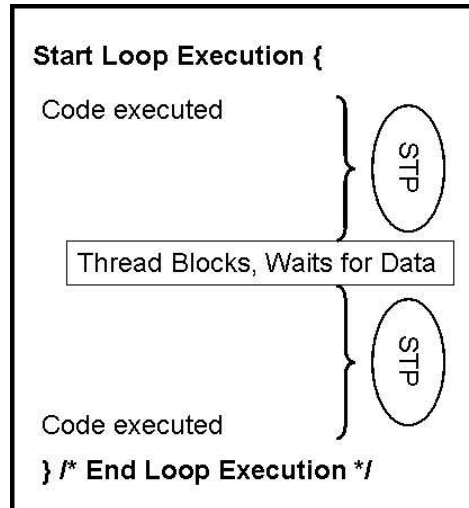 Start Loop Execution {
Code executed
STP
Thread Blocks, Waits for Data
STP
Code executed
} /* End Loop Execution */